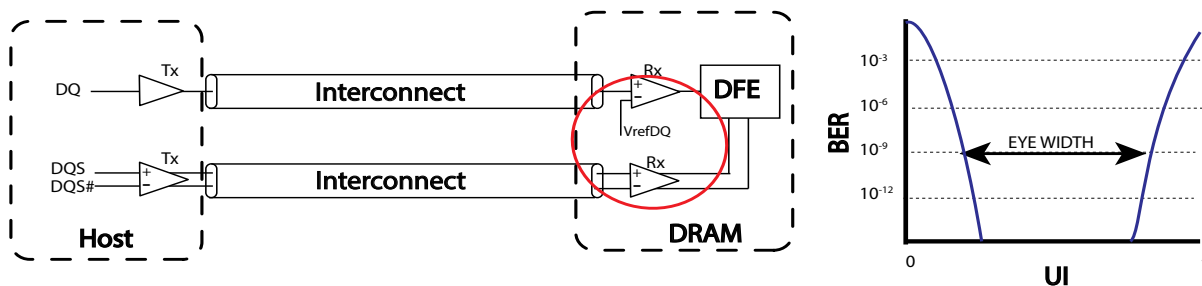 DQ
Tx
Interconnect
Rx
+
−
VrefDQ
DFE
DQS
DQS#
Tx
+
−
Interconnect
Rx
+
−
Host
DRAM
BER
10-3
10-6
10-9
10-12
EYE WIDTH
0
UI